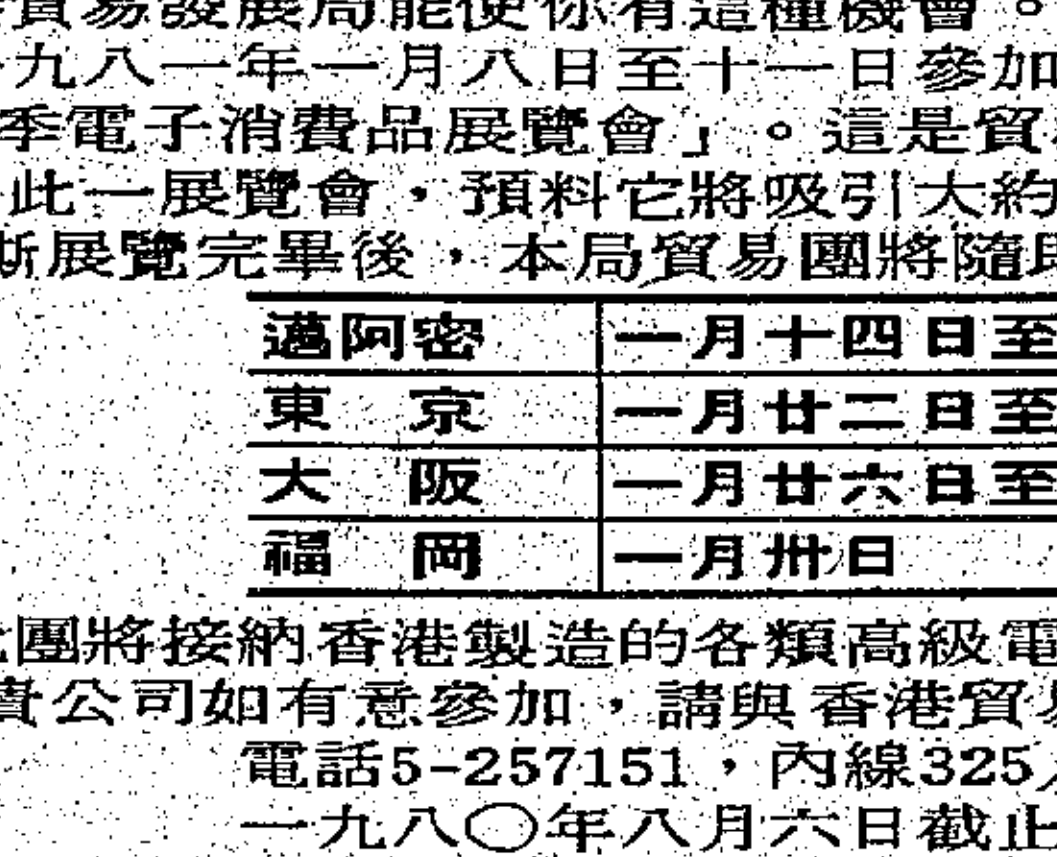 貿易發展局能使你有這種機會。
一九八一年一月八日至十一日參加
季電子消費品展覽會」。這是貿
此一展覽會，預料它將吸引大約
斯展覽完畢後，本局貿易團將隨即
邁阿密 一月十四日至
東京 一月廿二日至
大阪 一月廿六日至
福岡 一月卅日
團將接納香港製造的各類高級電
貴公司如有意參加，請與香港貿易
電話5-257151，內線325
一九八〇年八月六日截止